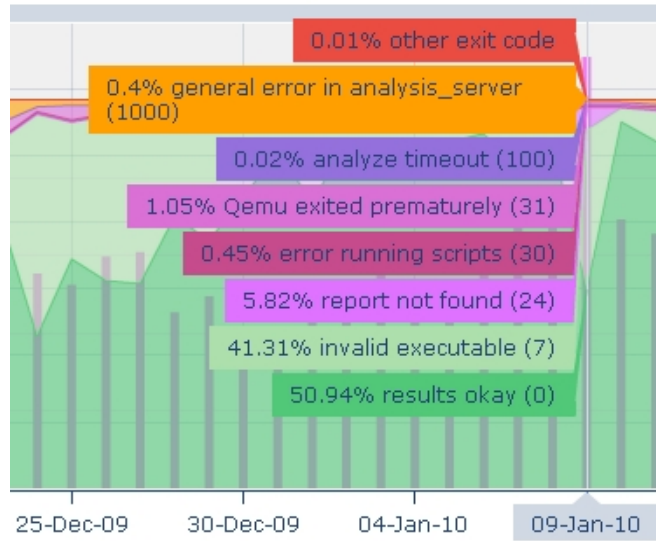 0.01% other exit code
0.4% general error in analysis_server
(1000)
0.02% analyze timeout (100)
1.05% Qemu exited prematurely (31)
0.45% error running scripts (30)
5.82% report not found (24)
41.31% invalid executable (7)
50.94% results okay (0)
25-Dec-09 30-Dec-09 04-Jan-10 09-Jan-10